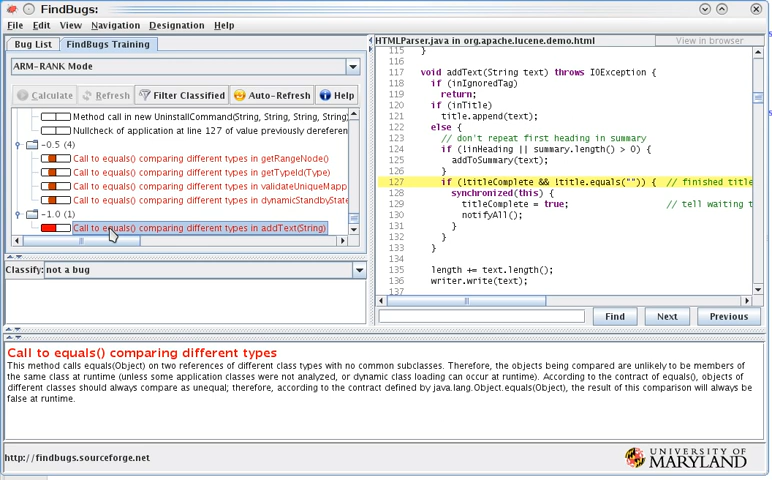 FindBugs:
File Edit View Navigation Designation Help
Bug List FindBugs Training
ARM-RANK Mode
Calculate Refresh Filter Classified Auto-Refresh Help
Method call in new UninstallCommand(String, String, String, String)
Nullcheck of application at line 127 of value previously dereferen
-0.5 (4)
Call to equals() comparing different types in getRangeNode()
Call to equals() comparing different types in getTypeId(Type)
Call to equals() comparing different types in validateUniqueMapp
Call to equals() comparing different types in dynamicStandbyState
-1.0 (1)
Call to equals() comparing different types in addText(String)
Classify: not a bug
HTMLParser.java in org.apache.lucene.demo.html View in browser
115 }
116
117 void addText(String text) throws IOException {
118 if (inIgnoredTag)
119 return;
120 if (inTitle)
121 title.append(text);
122 else {
123 // don't repeat first heading in summary
124 if (!inHeading || summary.length() > 0) {
125 addToSummary(text);
126 }
127 if (!titleComplete && !title.equals("")) { // finished title
128 synchronized(this) {
129 titleComplete = true; // tell waiting t
130 notifyAll();
131 }
132 }
133 }
134
135 length += text.length();
136 writer.write(text);
137
Find Next Previous
Call to equals() comparing different types
This method calls equals(Object) on two references of different class types with no common subclasses. Therefore, the objects being compared are unlikely to be members of
the same class at runtime (unless some application classes were not analyzed, or dynamic class loading can occur at runtime). According to the contract of equals(), objects of
different classes should always compare as unequal; therefore, according to the contract defined by java.lang.Object.equals(Object), the result of this comparison will always be
false at runtime.
http://findbugs.sourceforge.net
UNIVERSITY OF
MARYLAND